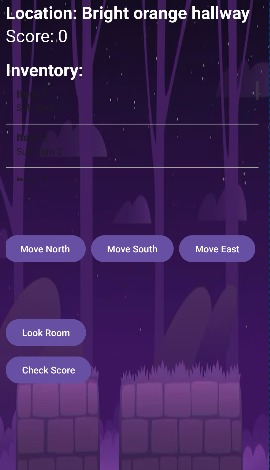 Location: Bright orange hallway
Score: 0
Inventory:
Move North
Move South
Move East
Look Room
Check Score